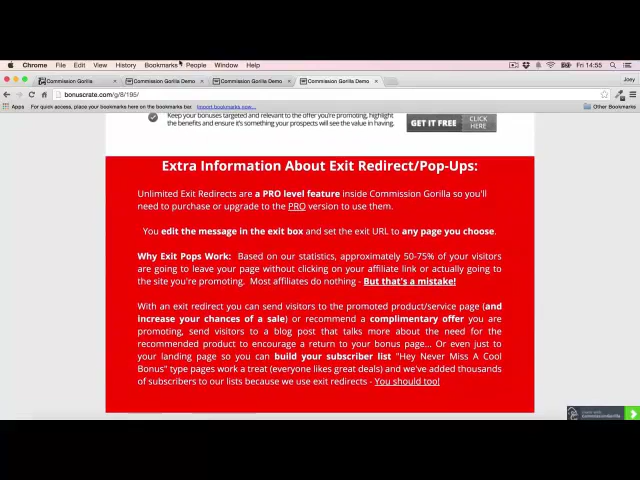 Chrome File Edit View History Bookmarks People Window Help
Fri 14:55
Commission Gorilla
Commission Gorilla Demo
Commission Gorilla Demo
Commission Gorilla Demo
Joey
bonuscrate.com/g/8/195/
Apps For quick access, place your bookmarks here on the bookmarks bar. Import bookmarks now...
Other Bookmarks
Keep your bonuses targeted and relevant to the offer you're promoting, highlight
the benefits and ensure it's something your prospects will see the value in having.
GET IT FREE
CLICK
HERE
Extra Information About Exit Redirect/Pop-Ups:
Unlimited Exit Redirects are a PRO level feature inside Commission Gorilla so you'll
need to purchase or upgrade to the PRO version to use them.
You edit the message in the exit box and set the exit URL to any page you choose.
Why Exit Pops Work: Based on our statistics, approximately 50-75% of your visitors
are going to leave your page without clicking on your affiliate link or actually going to
the site you're promoting. Most affiliates do nothing - But that's a mistake!
With an exit redirect you can send visitors to the promoted product/service page (and
increase your chances of a sale) or recommend a complimentary offer you are
promoting, send visitors to a blog post that talks more about the need for the
recommended product to encourage a return to your bonus page... Or even just to
your landing page so you can build your subscriber list "Hey Never Miss A Cool
Bonus" type pages work a treat (everyone likes great deals) and we've added thousands
of subscribers to our lists because we use exit redirects - You should too!